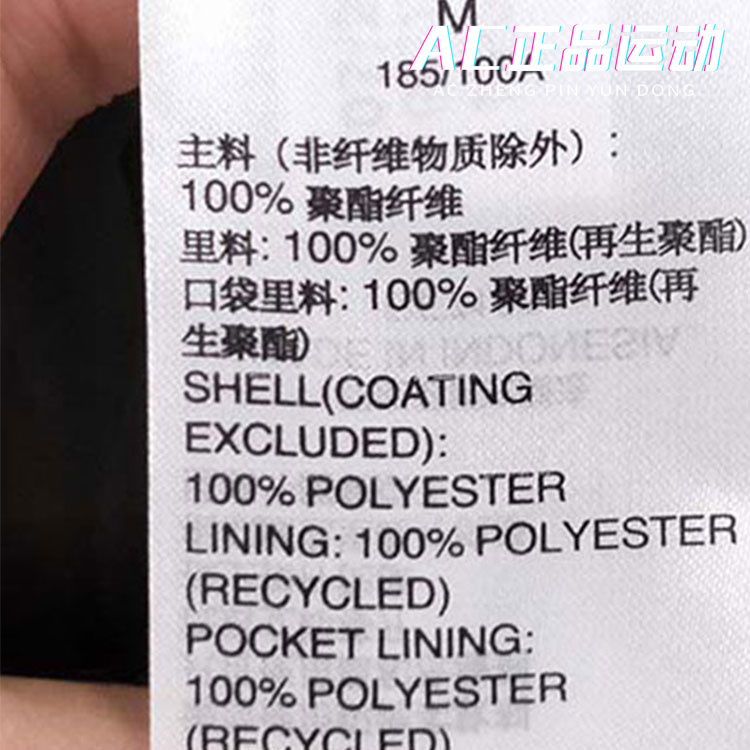 M
AC正品运动
185/100A
AC ZHENG PIN YUN DONG
主料（非纤维物质除外）:
100% 聚酯纤维
里料: 100% 聚酯纤维(再生聚酯)
口袋里料: 100% 聚酯纤维(再
生聚酯)
MADE IN INDONESIA
SHELL(COATING
EXCLUDED):
100% POLYESTER
LINING: 100% POLYESTER
(RECYCLED)
POCKET LINING:
100% POLYESTER
(RECYCLED)